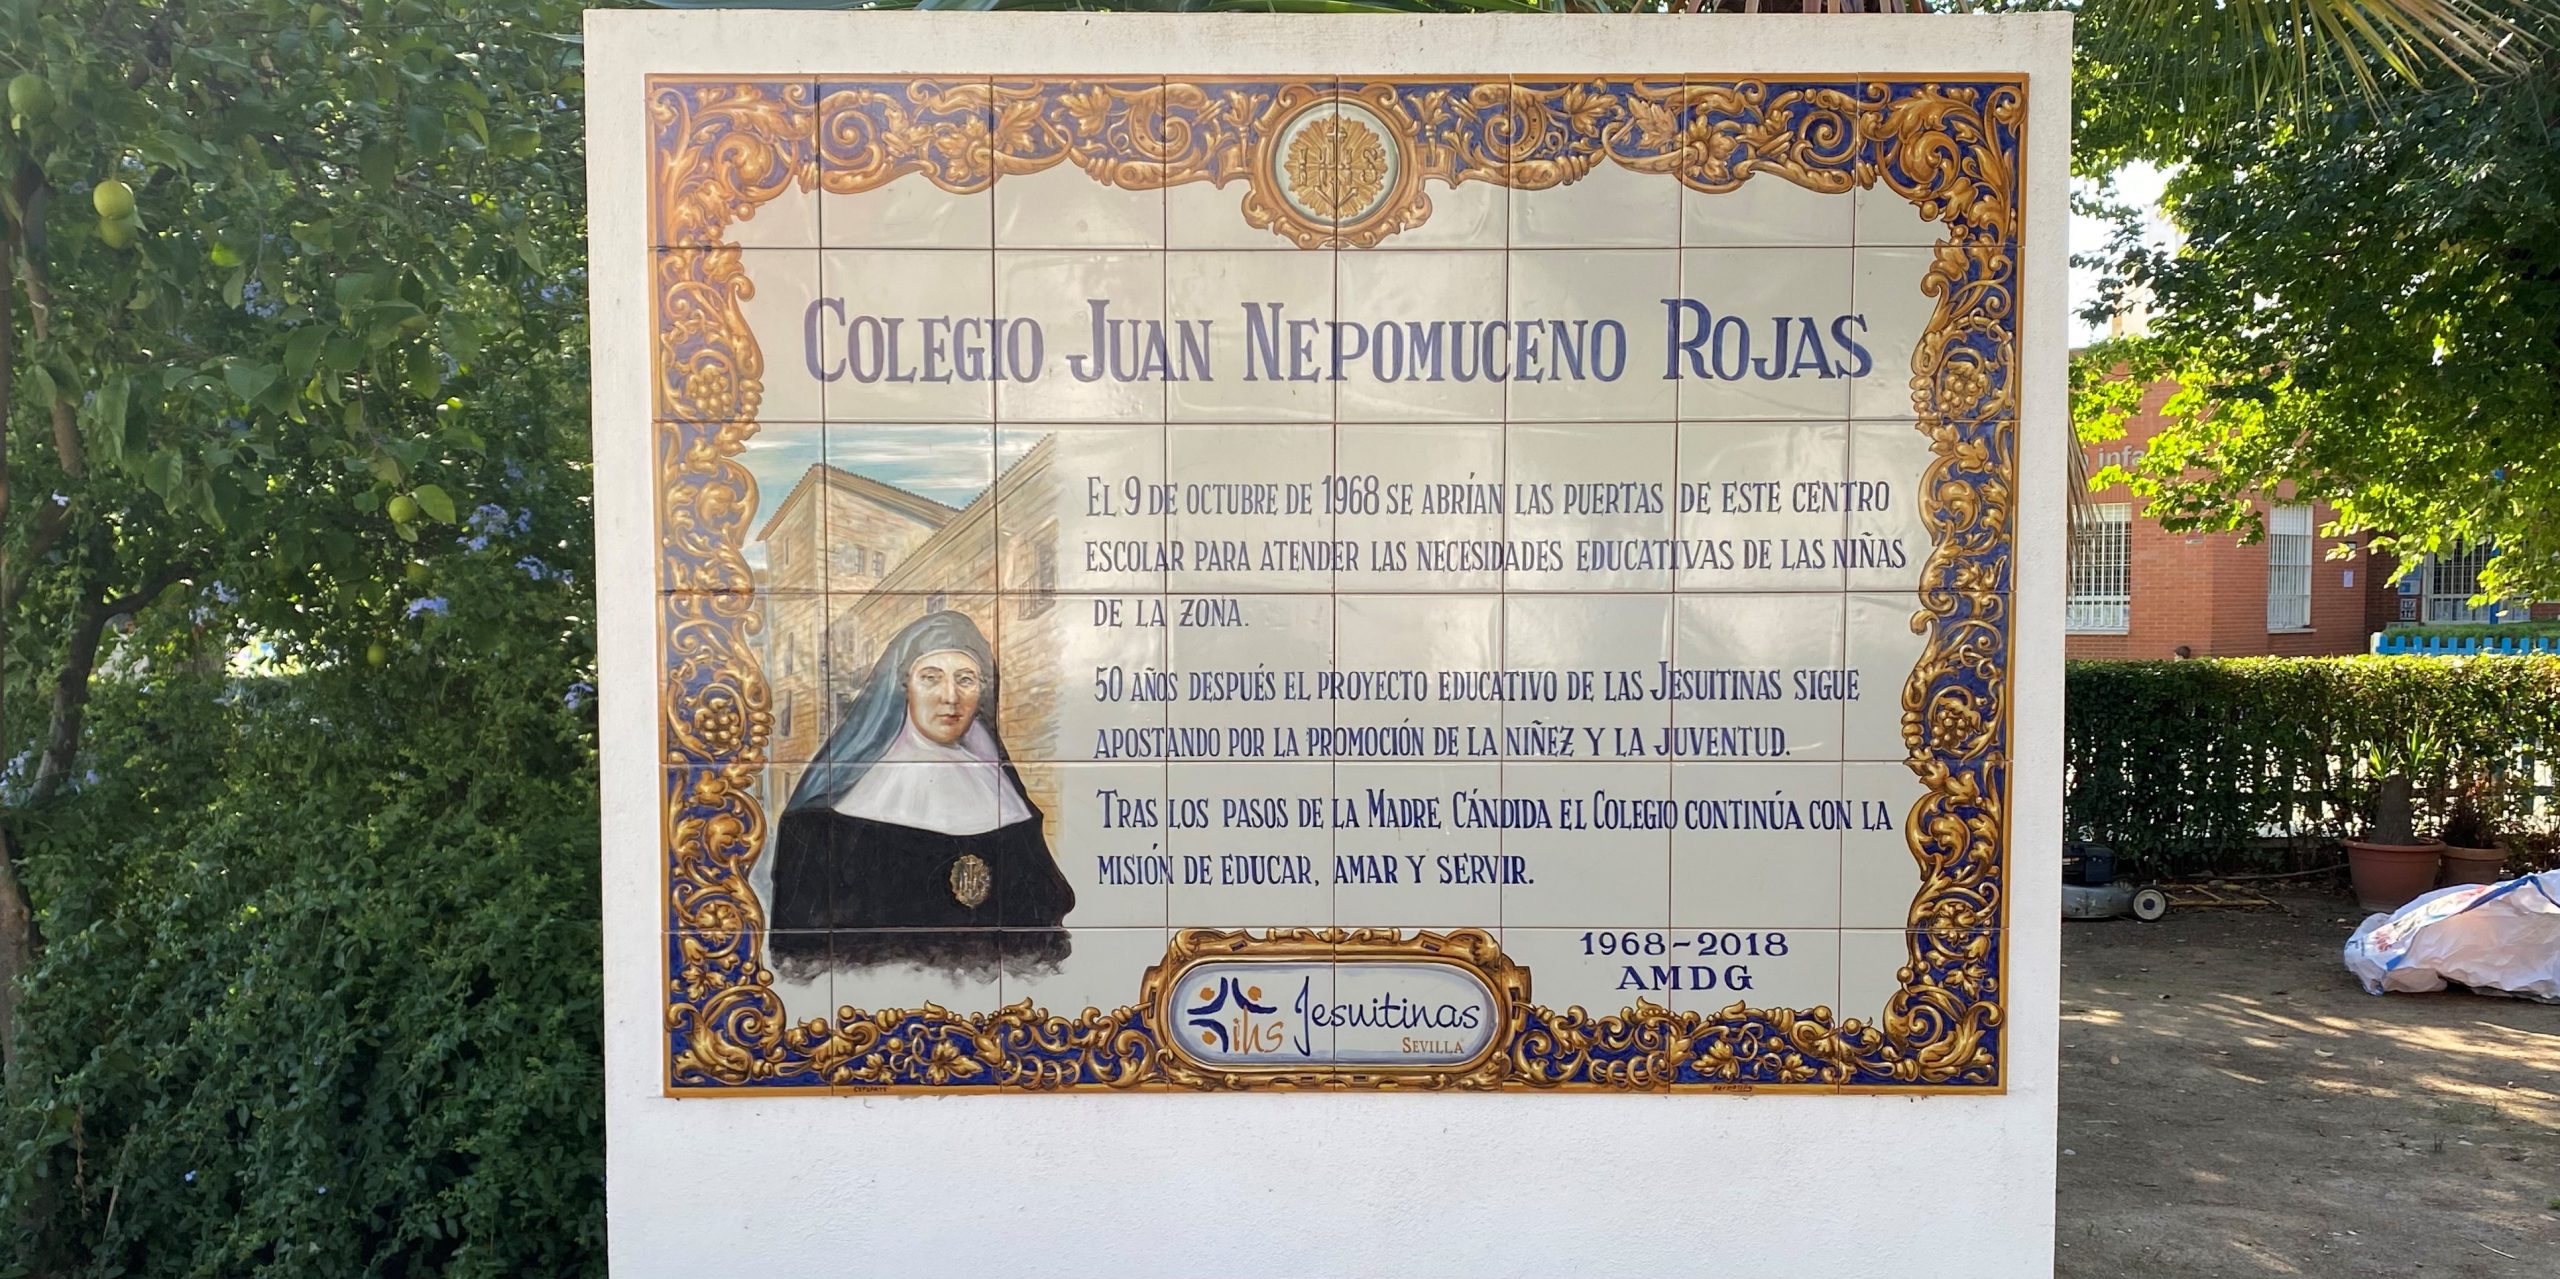 IHS
COLEGIO JUAN NEPOMUCENO ROJAS
EL 9 DE OCTUBRE DE 1968 SE ABRÍAN LAS PUERTAS DE ESTE CENTRO
ESCOLAR PARA ATENDER LAS NECESIDADES EDUCATIVAS DE LAS NIÑAS
DE LA ZONA.
50 AÑOS DESPUÉS EL PROYECTO EDUCATIVO DE LAS JESUITINAS SIGUE
APOSTANDO POR LA PROMOCIÓN DE LA NIÑEZ Y LA JUVENTUD.
TRAS LOS PASOS DE LA MADRE CÁNDIDA EL COLEGIO CONTINÚA CON LA
MISIÓN DE EDUCAR, AMAR Y SERVIR.
IHS
1968-2018
AMDG
ihs Jesuitinas
SEVILLA